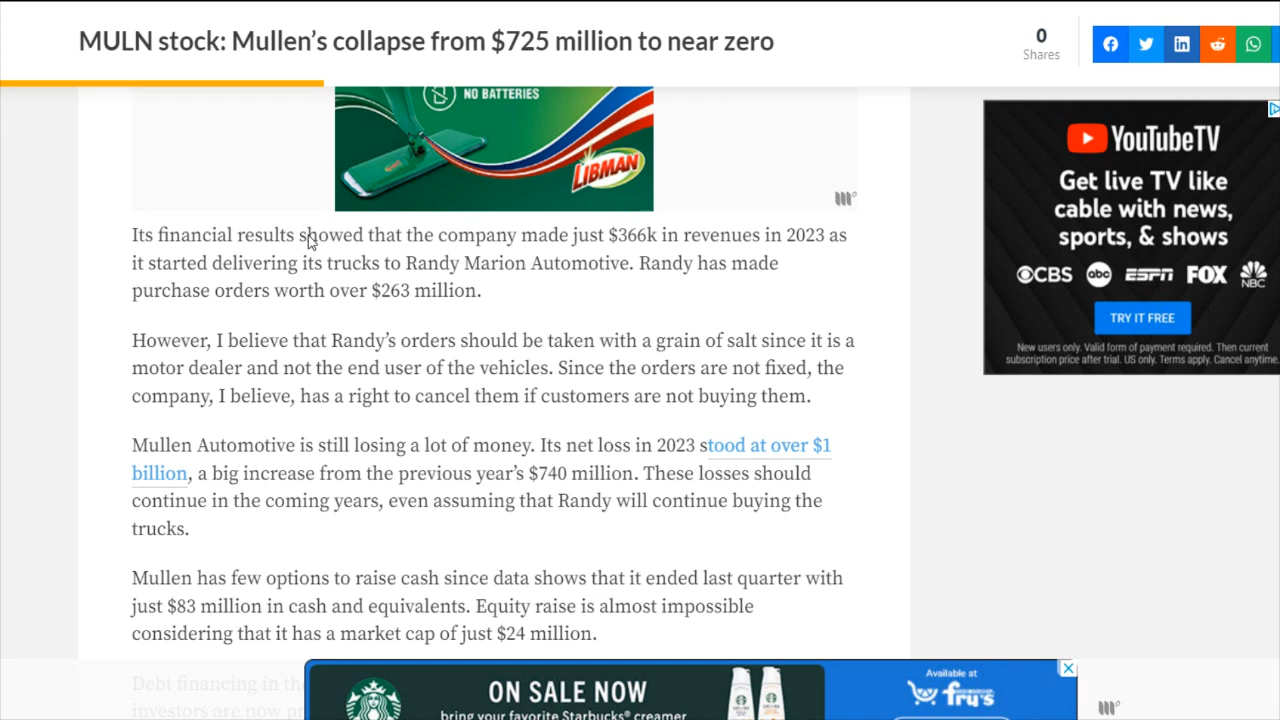 MULN stock: Mullen’s collapse from $725 million to near zero
0
Shares
NO BATTERIES
LIBMAN
Its financial results showed that the company made just $366k in revenues in 2023 as
it started delivering its trucks to Randy Marion Automotive. Randy has made
purchase orders worth over $263 million.
However, I believe that Randy’s orders should be taken with a grain of salt since it is a
motor dealer and not the end user of the vehicles. Since the orders are not fixed, the
company, I believe, has a right to cancel them if customers are not buying them.
Mullen Automotive is still losing a lot of money. Its net loss in 2023 stood at over $1
billion, a big increase from the previous year’s $740 million. These losses should
continue in the coming years, even assuming that Randy will continue buying the
trucks.
Mullen has few options to raise cash since data shows that it ended last quarter with
just $83 million in cash and equivalents. Equity raise is almost impossible
considering that it has a market cap of just $24 million.
Debt financing in the
investors are now pr
YouTubeTV
Get live TV like
cable with news,
sports, & shows
CBS abc ESPN FOX NBC
TRY IT FREE
New users only. Valid form of payment required. Then current
subscription price after trial. US only. Terms apply. Cancel anytime.
ON SALE NOW
bring your favorite Starbucks® creamer
Available at
fry's